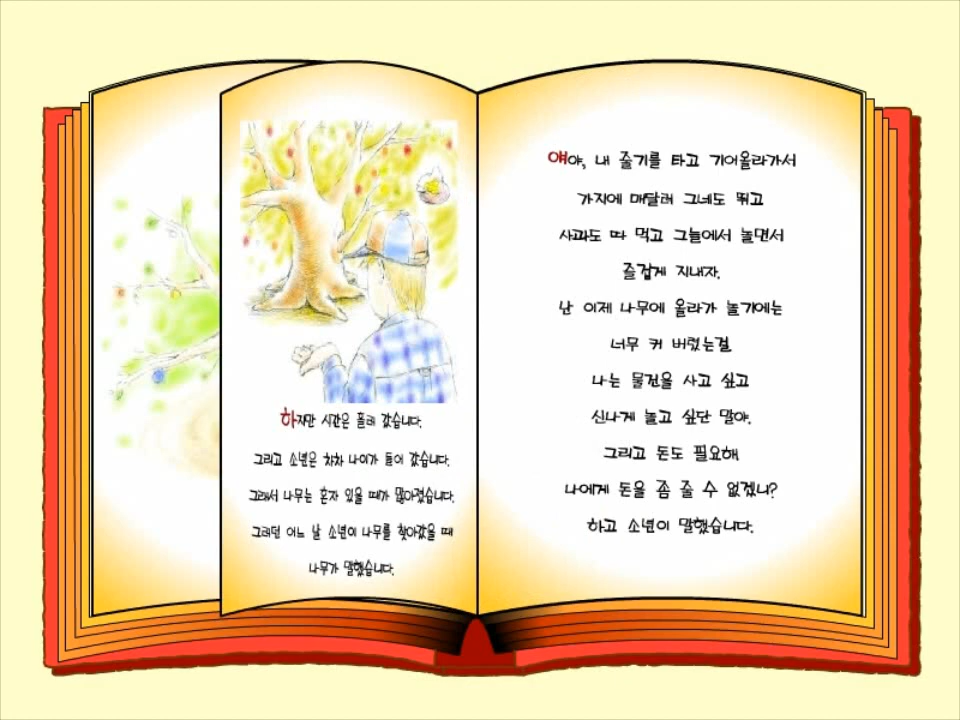 하지만 시간은 흘러 갔습니다.
그리고 소년은 차차 나이가 들어 갔습니다.
그래서 나무는 혼자 있을 때가 많아졌습니다.
그러던 어느 날 소년이 나무를 찾아갔을 때
나무가 말했습니다.
얘야, 내 줄기를 타고 기어올라가서
가지에 매달려 그네도 뛰고
사과도 따 먹고 그늘에서 놀면서
즐겁게 지내자.
난 이제 나무에 올라가 놀기에는
너무 커 버렸는걸
나는 물건을 사고 싶고
신나게 놀고 싶단 말야.
그리고 돈도 필요해
나에게 돈을 좀 줄 수 없겠니?
하고 소년이 말했습니다.